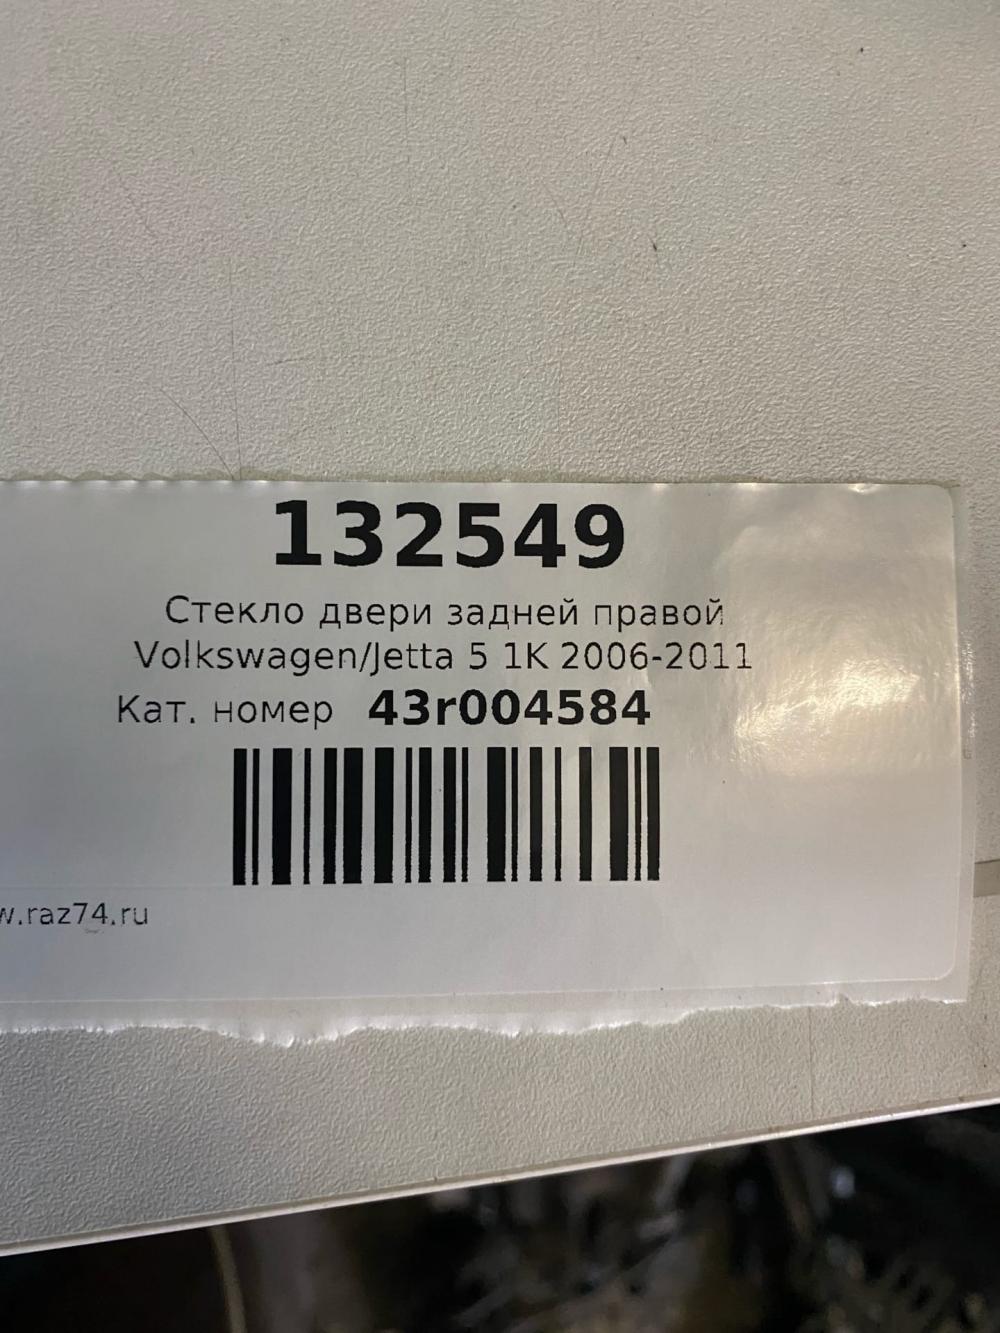 132549
Стекло двери задней правой
Volkswagen/Jetta 5 1K 2006-2011
Кат. номер 43r004584
w.raz74.ru